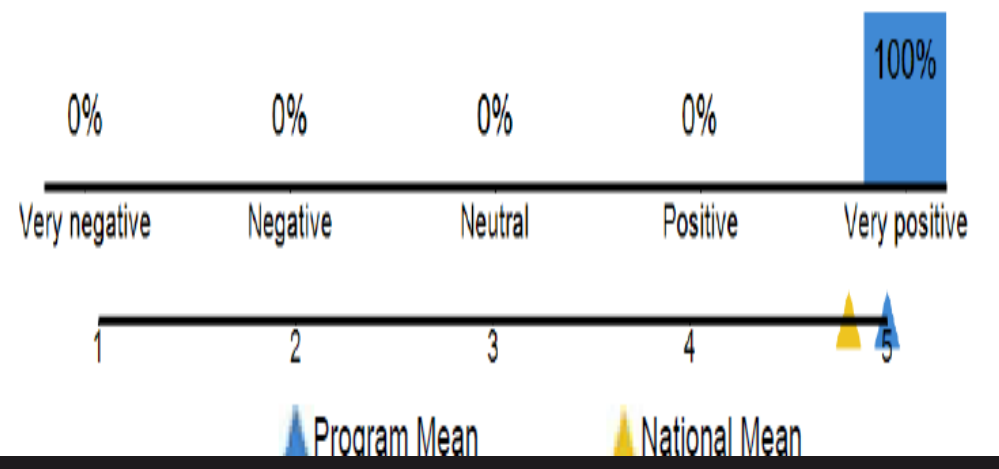 100%
0% 0% 0% 0%
Very negative Negative Neutral Positive Very positive
1 2 3 4 5
Program Mean National Mean